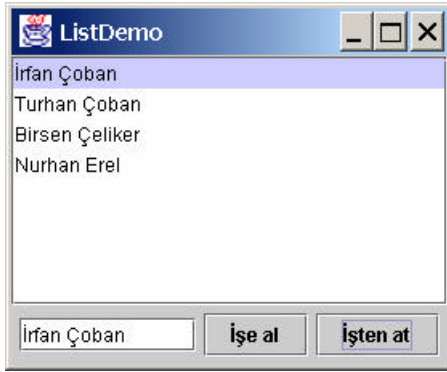 ListDemo
İrfan Çoban
Turhan Çoban
Birsen Çeliker
Nurhan Erel
İrfan Çoban İşe al İşten at